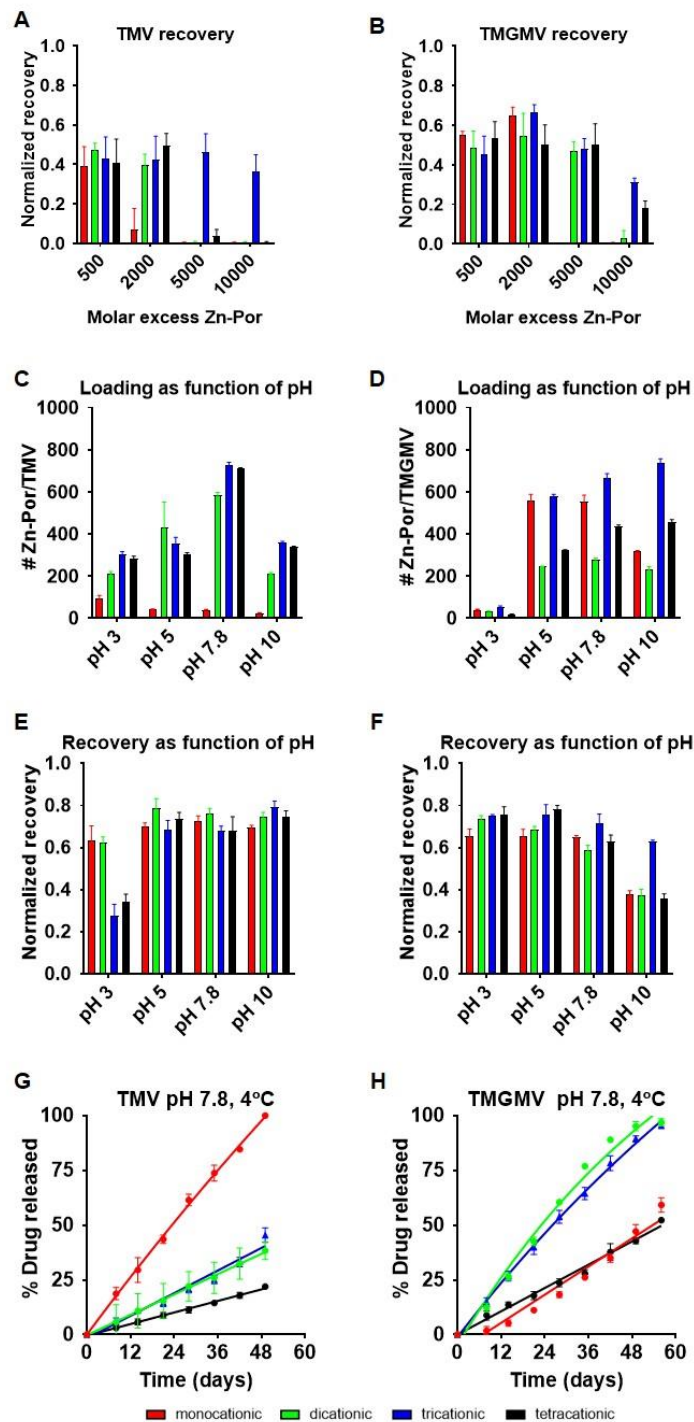 A
TMV recovery
Normalized recovery
1.0
0.8
0.6
0.4
0.2
0.0
500
2000
5000
10000
Molar excess Zn-Por
B
TMGMV recovery
Normalized recovery
1.0
0.8
0.6
0.4
0.2
0.0
500
2000
5000
10000
Molar excess Zn-Por
C
Loading as function of pH
# Zn-Por/TMV
1000
800
600
400
200
0
pH 3
pH 5
pH 7.8
pH 10
D
Loading as function of pH
# Zn-Por/TMGMV
1000
800
600
400
200
0
pH 3
pH 5
pH 7.8
pH 10
E
Recovery as function of pH
Normalized recovery
1.0
0.8
0.6
0.4
0.2
0.0
pH 3
pH 5
pH 7.8
pH 10
F
Recovery as function of pH
Normalized recovery
1.0
0.8
0.6
0.4
0.2
0.0
pH 3
pH 5
pH 7.8
pH 10
G
TMV pH 7.8, 4°C
% Drug released
100
75
50
25
0
0 12 24 36 48 60
Time (days)
H
TMGMV pH 7.8, 4°C
% Drug released
100
75
50
25
0
0 12 24 36 48 60
Time (days)
monocationic dicationic tricationic tetracationic